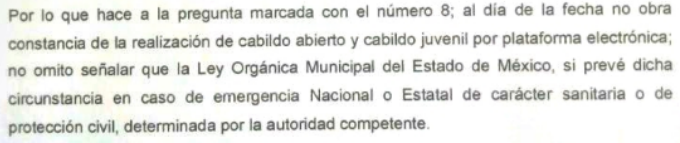 Por lo que hace a la pregunta marcada con el número 8; al día de la fecha no obra
constancia de la realización de cabildo abierto y cabildo juvenil por plataforma electrónica;
no omito señalar que la Ley Orgánica Municipal del Estado de México, si prevé dicha
circunstancia en caso de emergencia Nacional o Estatal de carácter sanitaria o de
protección civil, determinada por la autoridad competente.